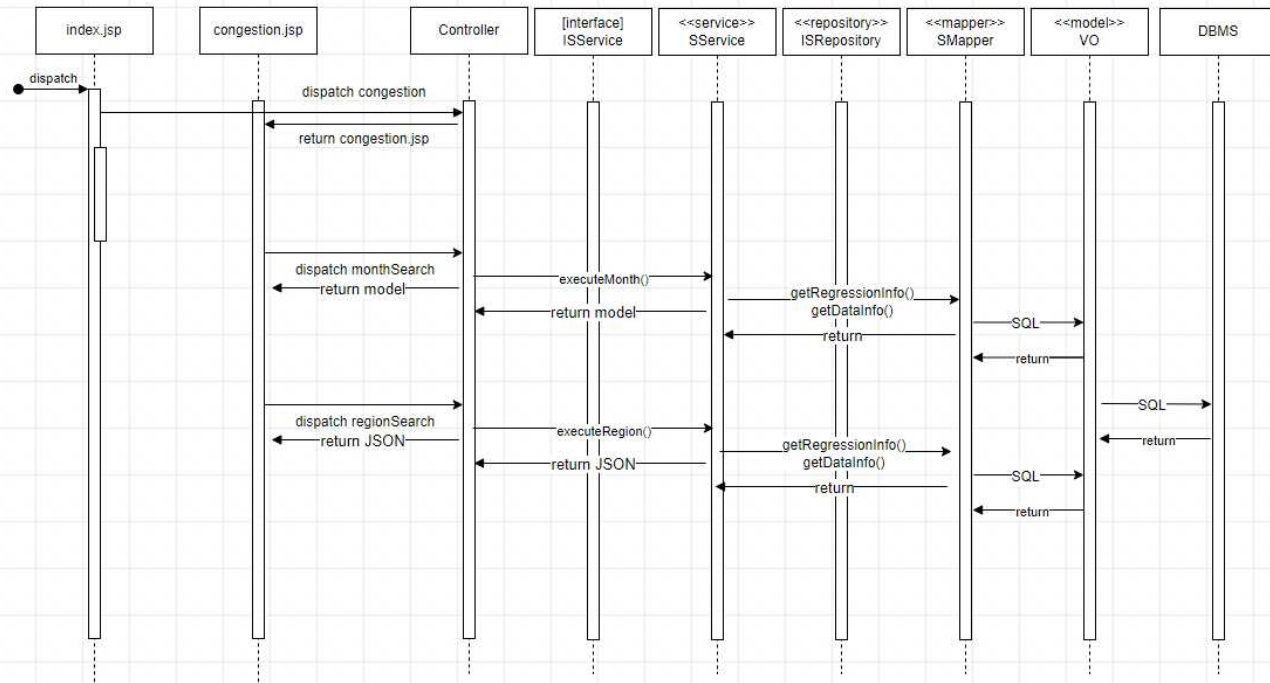 index.jsp
congestion.jsp
Controller
[interface]
ISService
<<service>>
SService
<<repository>>
ISRepository
<<mapper>>
SMapper
<<model>>
VO
DBMS
dispatch
dispatch congestion
return congestion.jsp
dispatch monthSearch
return model
executeMonth()
return model
getRegressionInfo()
getDataInfo()
return
SQL
return
SQL
return
dispatch regionSearch
return JSON
executeRegion()
return JSON
getRegressionInfo()
getDataInfo()
return
SQL
return